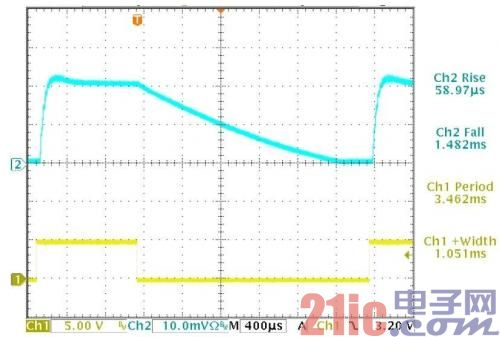 T
Ch2 Rise
58.97µs
Ch2 Fall
1.482ms
2
Ch1 Period
3.462ms
Ch1 +Width
1.051ms
1
21ic电子网
Ch1 5.00 V Ch2 10.0mVΩ M 400µs A Ch1 3.20 V